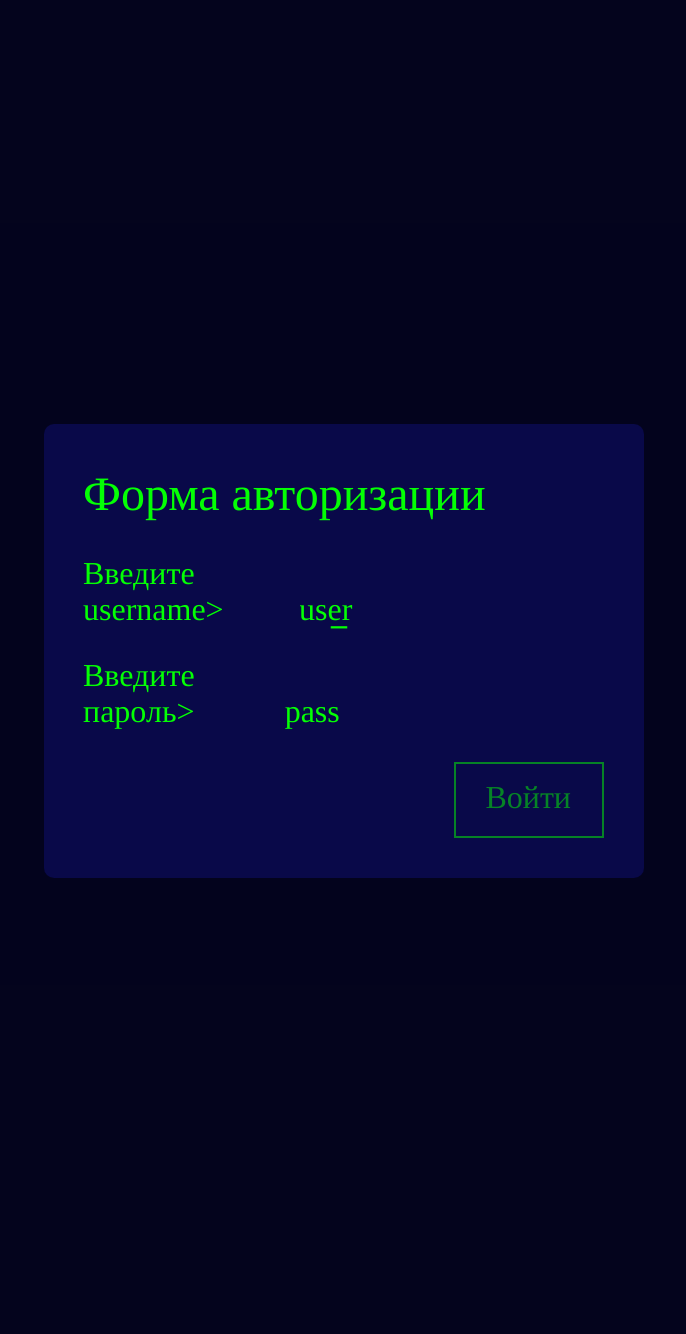 Форма авторизации
Введите
username> user
Введите
пароль> pass
Войти